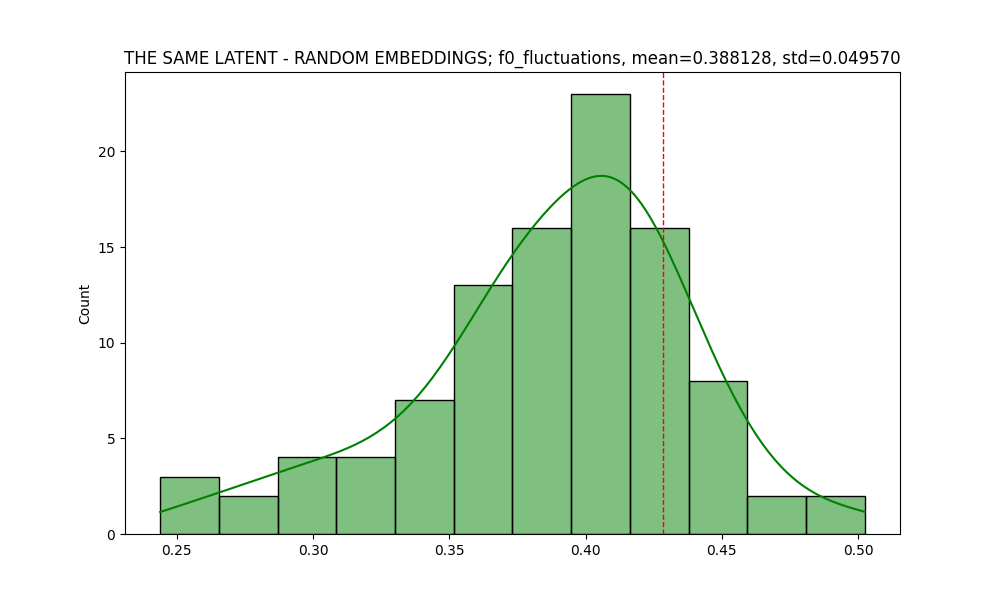 THE SAME LATENT - RANDOM EMBEDDINGS; f0_fluctuations, mean=0.388128, std=0.049570
20
15
10
5
0
Count
0.25 0.30 0.35 0.40 0.45 0.50